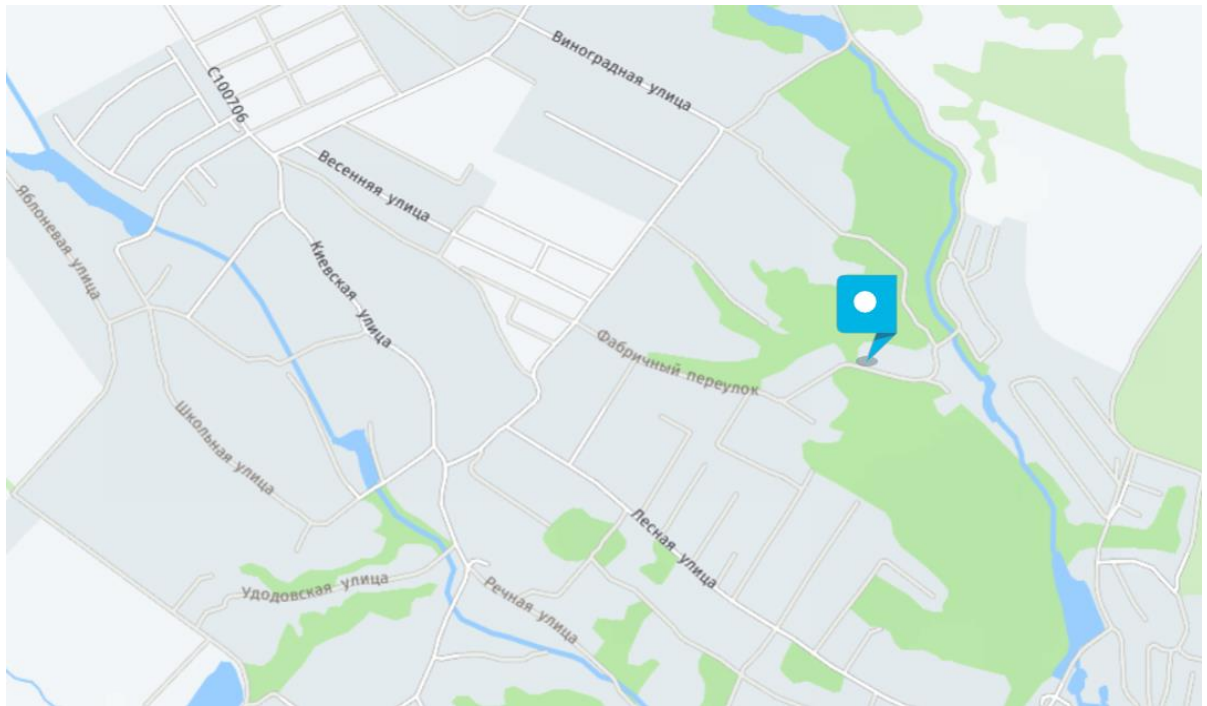 Виноградная улица
С100706
Весенняя улица
Яблоневая улица
Киевская улица
Фабричный переулок
Школьная улица
Лесная улица
Удодовская улица
Речная улица